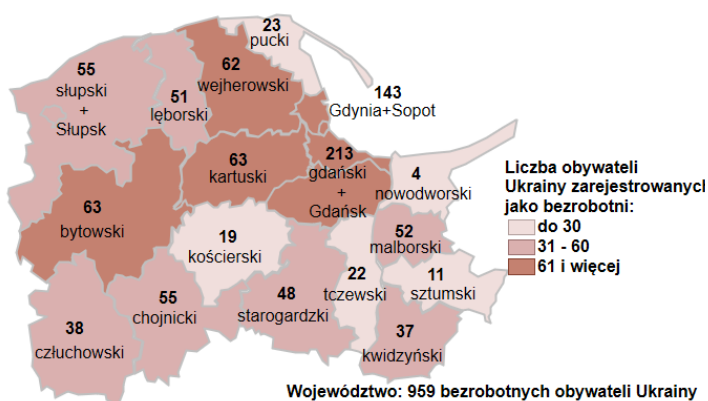 23
pucki
55
słupski
+
Słupsk
51
lęborski
62
wejherowski
143
Gdynia+Sopot
63
kartuski
213
gdański
+
Gdańsk
4
nowodworski
63
bytowski
19
kościerski
52
malborski
22
tczewski
11
sztumski
38
człuchowski
55
chojnicki
48
starogardzki
37
kwidzyński
Liczba obywateli
Ukrainy zarejestrowanych
jako bezrobotni:
do 30
31 - 60
61 i więcej
Województwo: 959 bezrobotnych obywateli Ukrainy